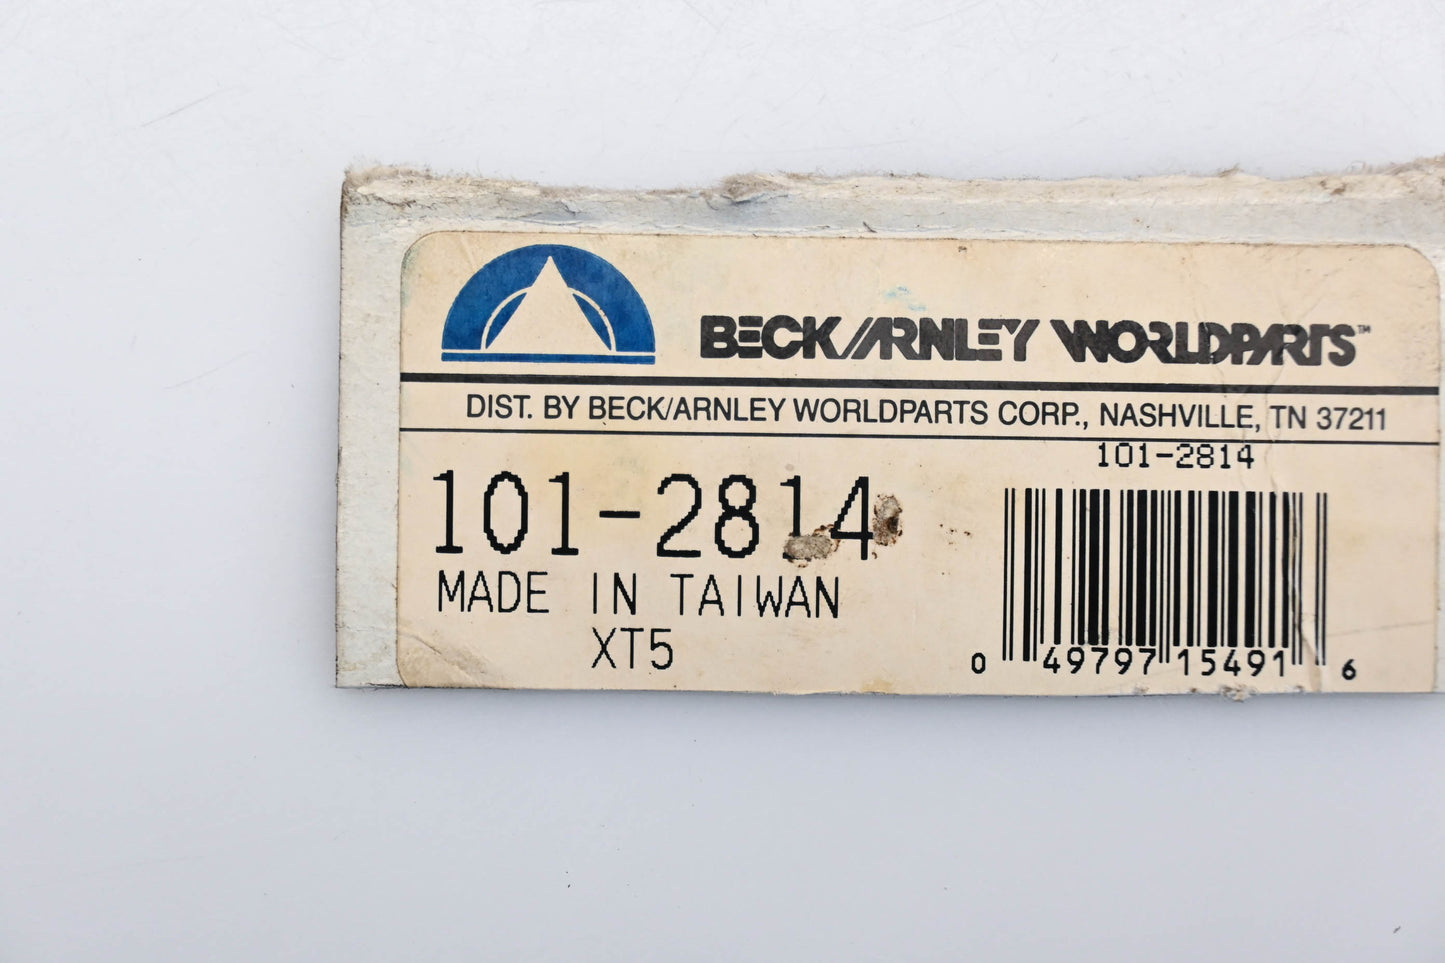 BECK/ARNLEY WORLDPARTS™
DIST. BY BECK/ARNLEY WORLDPARTS CORP., NASHVILLE, TN 37211
101-2814
101-2814
MADE IN TAIWAN
XT5
0 49797 15491 6